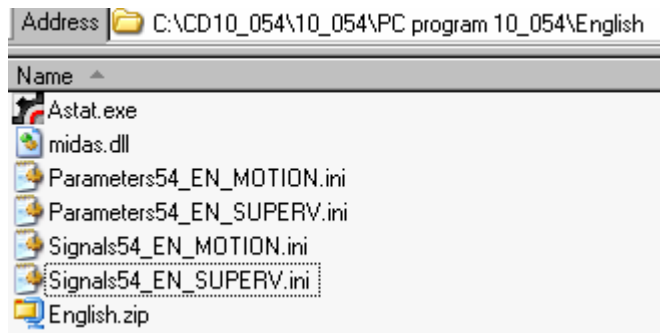 Address C:\CD10_054\10_054\PC program 10_054\English
Name
Astat.exe
midas.dll
Parameters54_EN_MOTION.ini
Parameters54_EN_SUPERV.ini
Signals54_EN_MOTION.ini
Signals54_EN_SUPERV.ini
English.zip